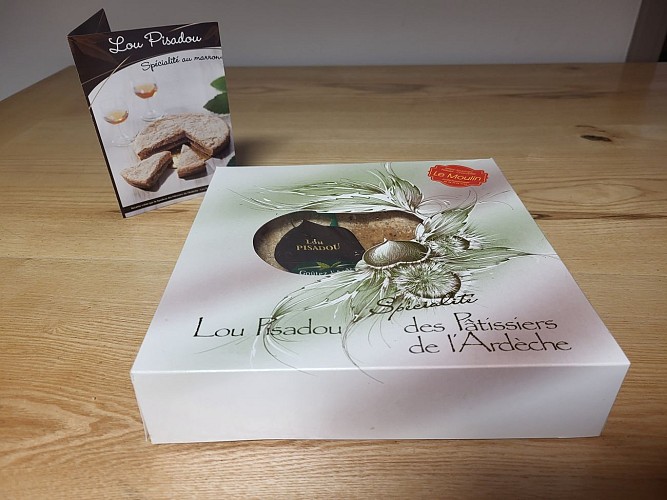 Lou Pisadou
Spécialité au marron
Le Moulin
Lou
PISADOU
Spécialité
Lou Pisadou des Pâtissiers
de l'Ardèche